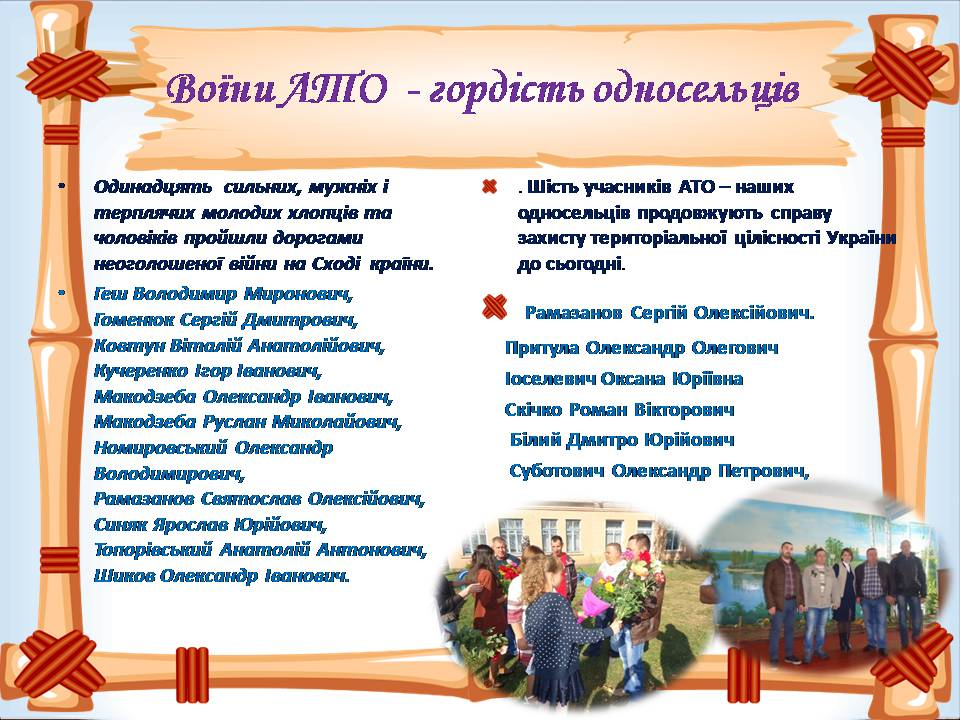 Воїни АТО - гордість односельців
• Одинадцять сильних, мужніх і
терплячих молодих хлопців та
чоловіків пройшли дорогами
неоголошеної війни на Сході країни.
• Геш Володимир Миронович,
Гоменюк Сергій Дмитрович,
Ковтун Віталій Анатолійович,
Кучеренко Ігор Іванович,
Макодзеба Олександр Іванович,
Макодзеба Руслан Миколайович,
Номировський Олександр
Володимирович,
Рамазанов Святослав Олексійович,
Синяк Ярослав Юрійович,
Топорівський Анатолій Антонович,
Шиков Олександр Іванович.
. Шість учасників АТО – наших
односельців продовжують справу
захисту територіальної цілісності України
до сьогодні.
Рамазанов Сергій Олексійович.
Притула Олександр Олегович
Іоселевич Оксана Юріївна
Скічко Роман Вікторович
Білий Дмитро Юрійович
Суботович Олександр Петрович,